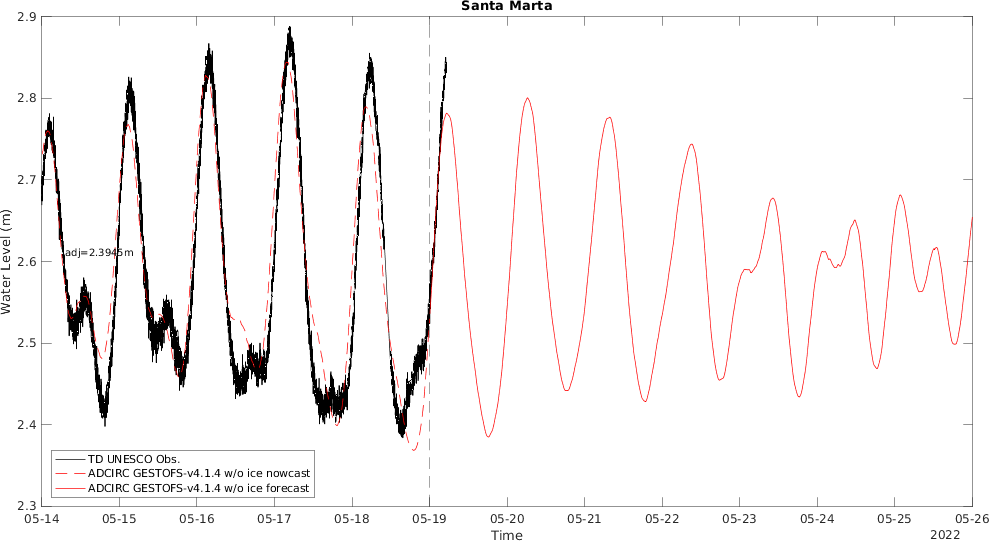 Santa Marta
2.9
2.8
2.7
2.6
2.5
2.4
2.3
Water Level (m)
adj=2.3945m
TD UNESCO Obs.
ADCIRC GESTOFS-v4.1.4 w/o ice nowcast
ADCIRC GESTOFS-v4.1.4 w/o ice forecast
05-14 05-15 05-16 05-17 05-18 05-19 05-20 05-21 05-22 05-23 05-24 05-25 05-26
Time
2022